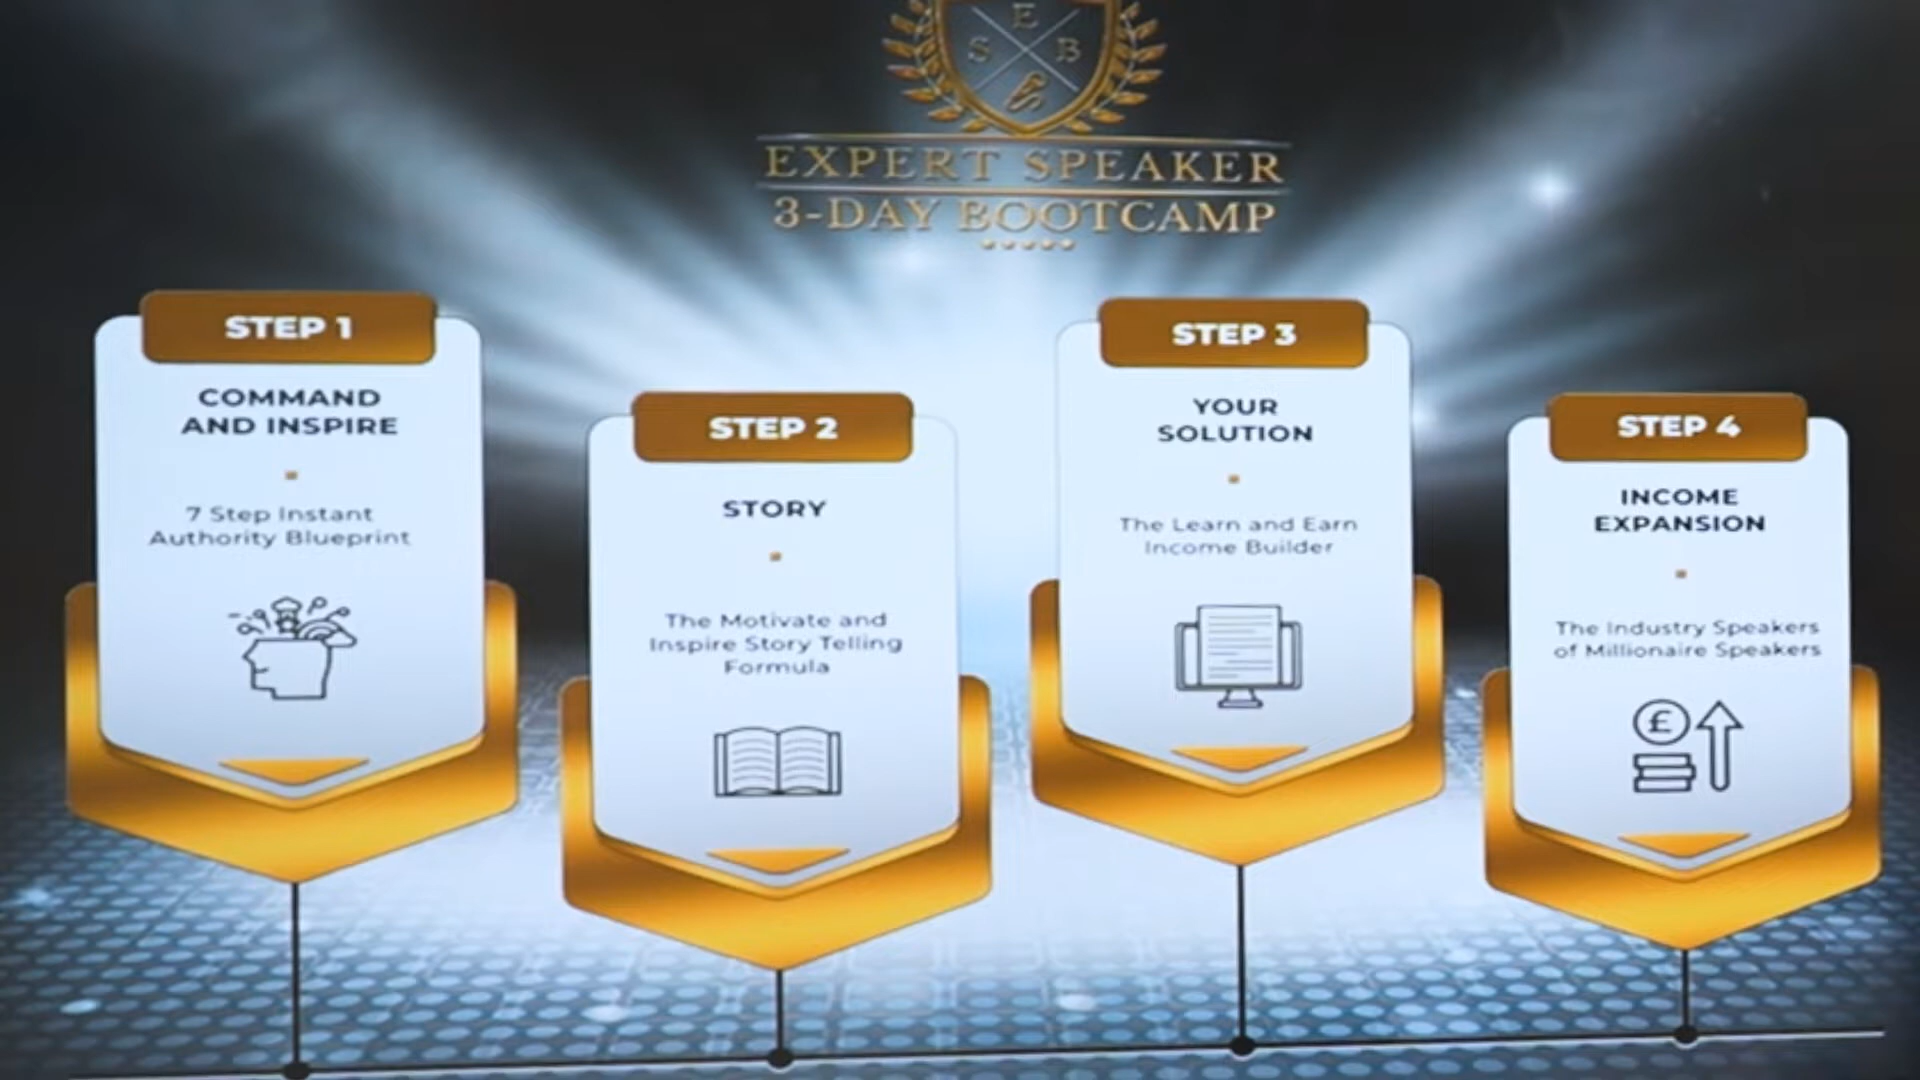 E
S B
EXPERT SPEAKER
3-DAY BOOTCAMP
STEP 1
COMMAND
AND INSPIRE
7 Step Instant
Authority Blueprint
STEP 2
STORY
The Motivate and
Inspire Story Telling
Formula
STEP 3
YOUR
SOLUTION
The Learn and Earn
Income Builder
STEP 4
INCOME
EXPANSION
The Industry Speakers
of Millionaire Speakers
£